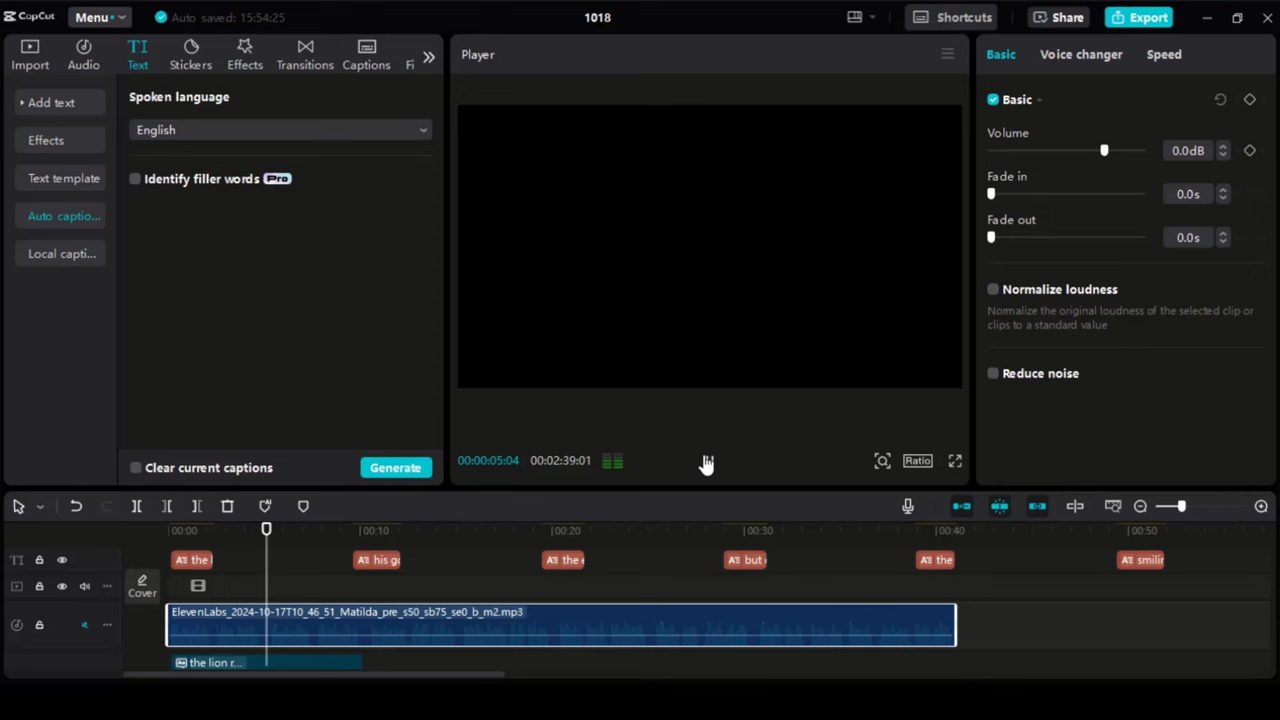 CapCut
Menu
Auto saved: 15:54:25
1018
Shortcuts
Share
Export
Import
Audio
TI
Text
Stickers
Effects
Transitions
Captions
Fi
Add text
Effects
Text template
Auto captio...
Local capti...
Spoken language
English
Identify filler words Pro
Clear current captions
Generate
Player
00:00:05:04
00:02:39:01
Ratio
Basic
Voice changer
Speed
Basic
Volume
0.0dB
Fade in
0.0s
Fade out
0.0s
Normalize loudness
Normalize the original loudness of the selected clip or
clips to a standard value
Reduce noise
00:00
00:10
00:20
00:30
00:40
00:50
TI
the l
his go
the e
but
the
smilin
Cover
ElevenLabs_2024-10-17T10_46_51_Matilda_pre_s50_sb75_se0_b_m2.mp3
the lion r...